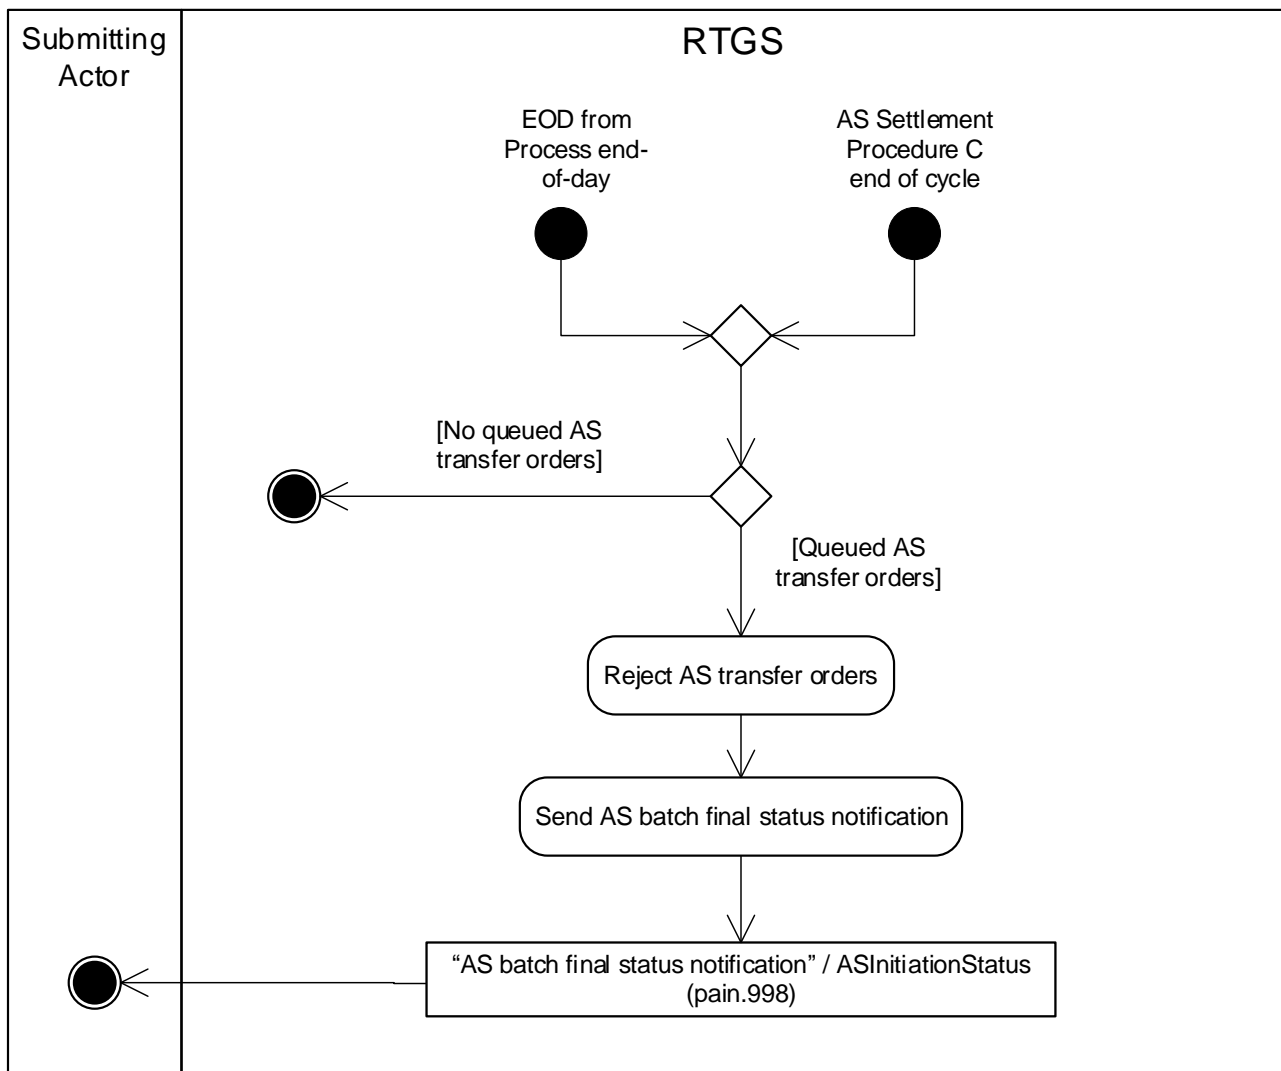 Submitting
Actor
RTGS
EOD from
Process end-
of-day
AS Settlement
Procedure C
end of cycle
[No queued AS
transfer orders]
[Queued AS
transfer orders]
Reject AS transfer orders
Send AS batch final status notification
“AS batch final status notification” / ASInitiationStatus
(pain.998)